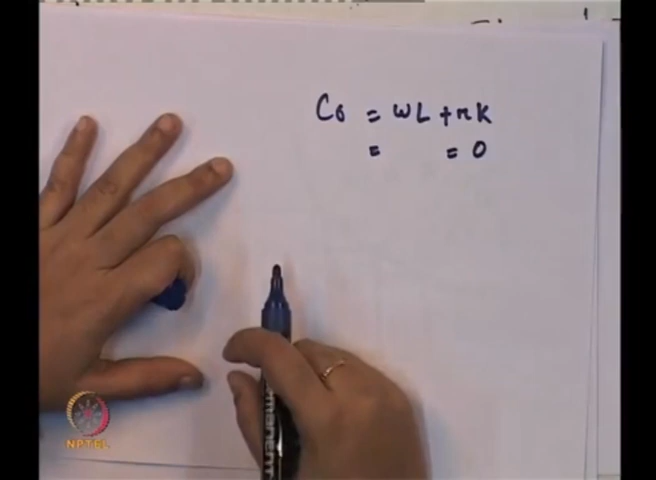 C0 = wL + rK
= = 0
NPTEL